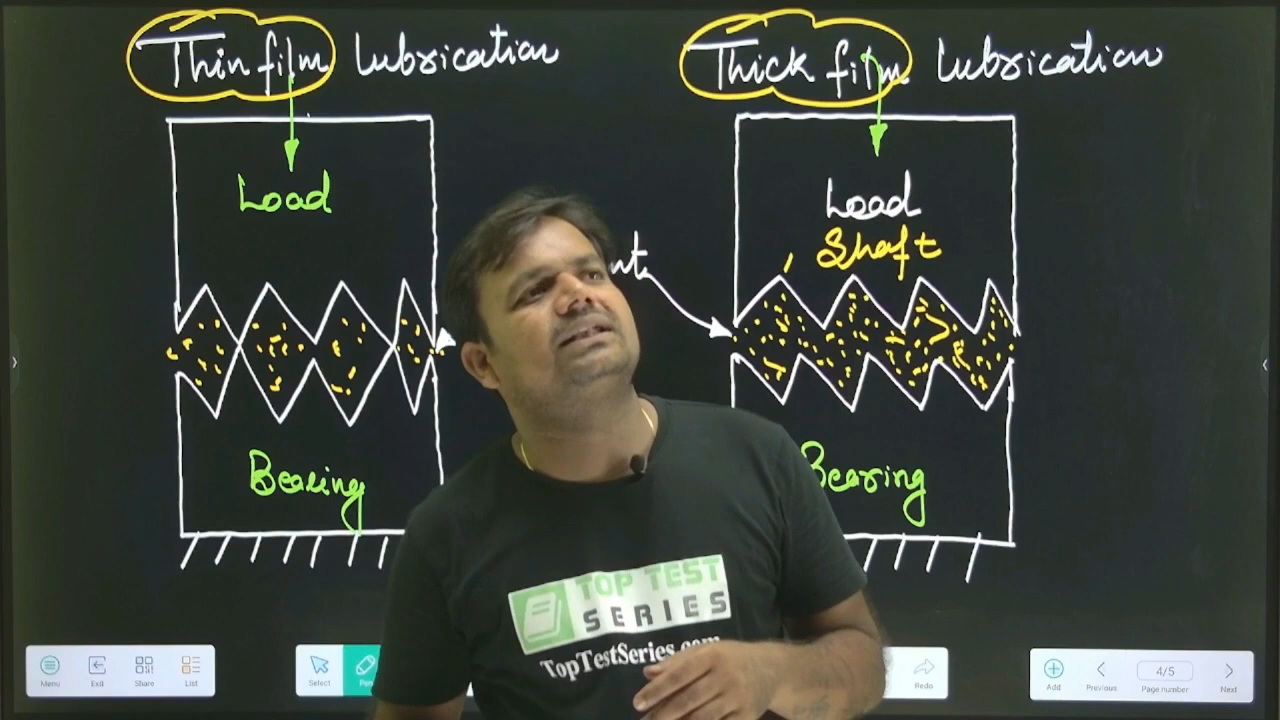 Thin film lubrication
Thick film lubrication
Load
Load
Shaft
Bearing
Bearing
TOP TEST
SERIES
TopTestSeries.com
Menu
Exit
Share
List
Select
Redo
Add
Previous
4/5
Page number
Next